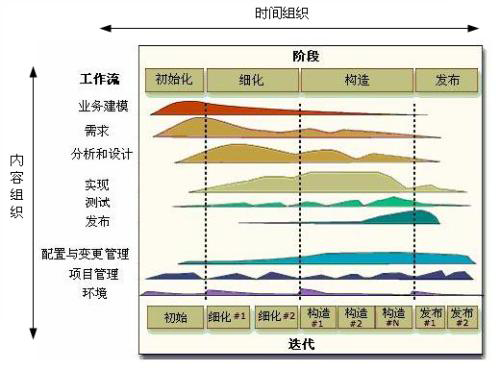 时间组织
阶段
工作流
初始化 细化 构造 发布
业务建模
需求
分析和设计
内容组织
实现
测试
发布
配置与变更管理
项目管理
环境
初始 细化#1 细化#2 构造#1 构造#2 构造#N 发布#1 发布#2
迭代